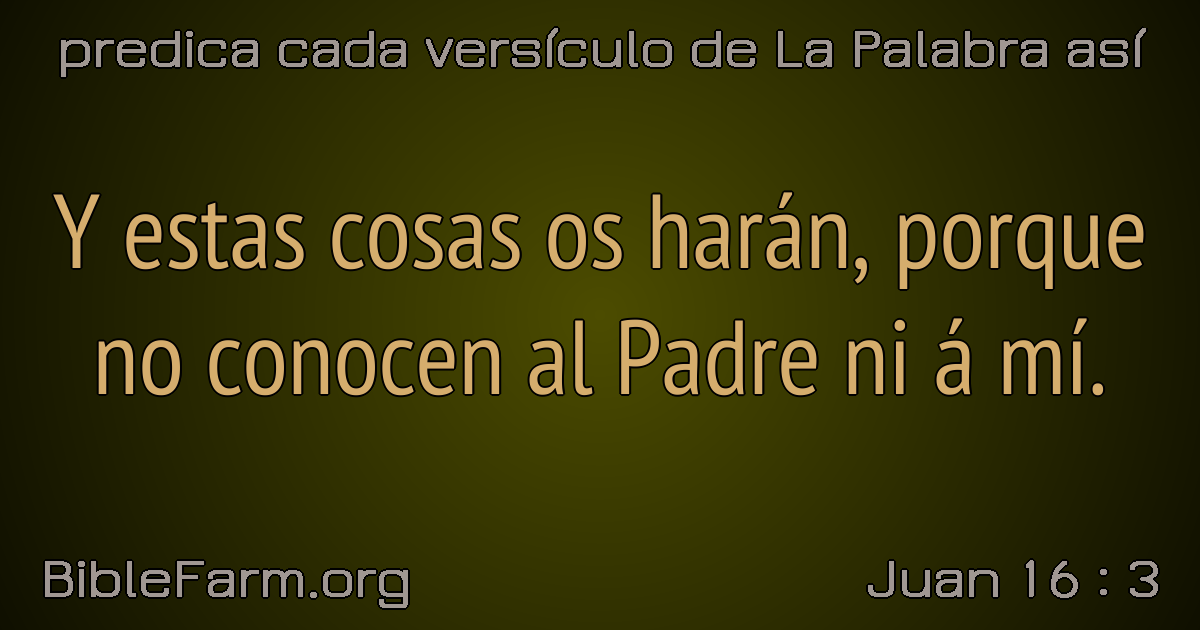 predica cada versículo de La Palabra así
Y estas cosas os harán, porque
no conocen al Padre ni á mí.
BibleFarm.org
Juan 16 : 3